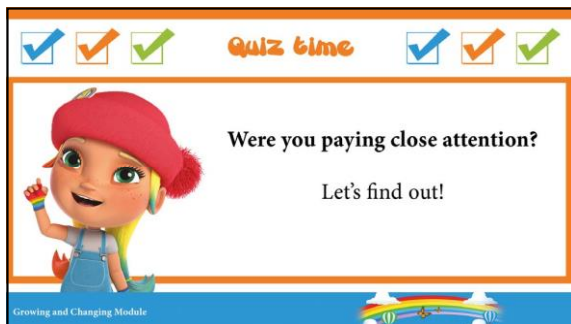 Quiz time
Were you paying close attention?
Let's find out!
Growing and Changing Module